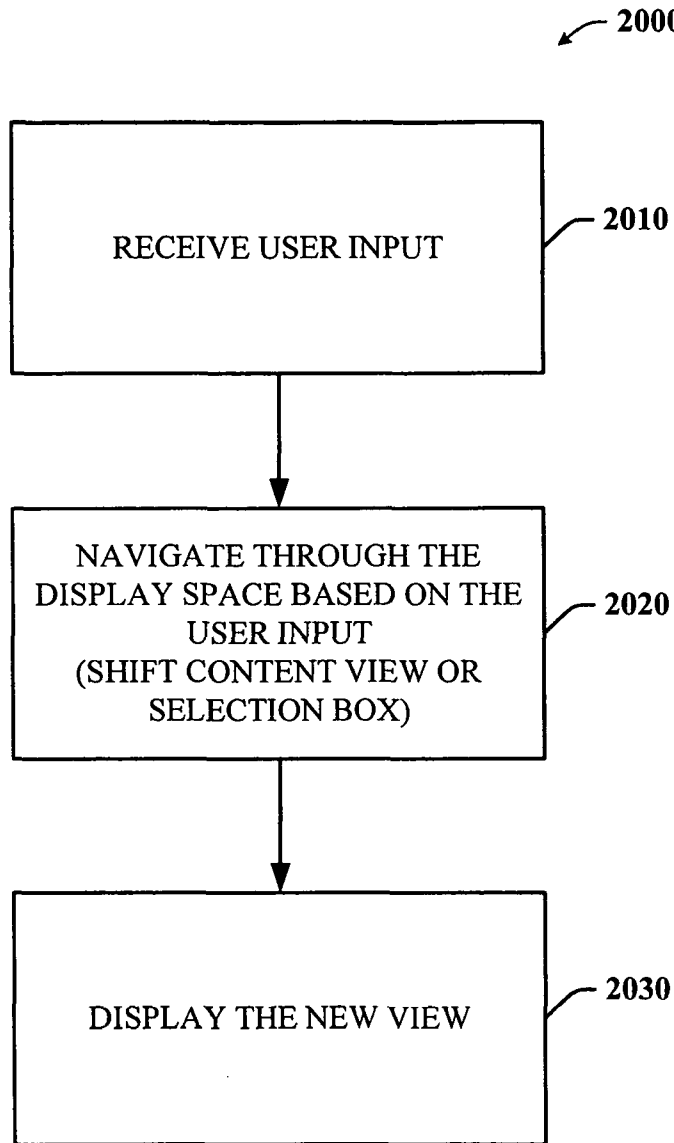 2000
RECEIVE USER INPUT
2010
NAVIGATE THROUGH THE
DISPLAY SPACE BASED ON THE
USER INPUT
(SHIFT CONTENT VIEW OR
SELECTION BOX)
2020
DISPLAY THE NEW VIEW
2030